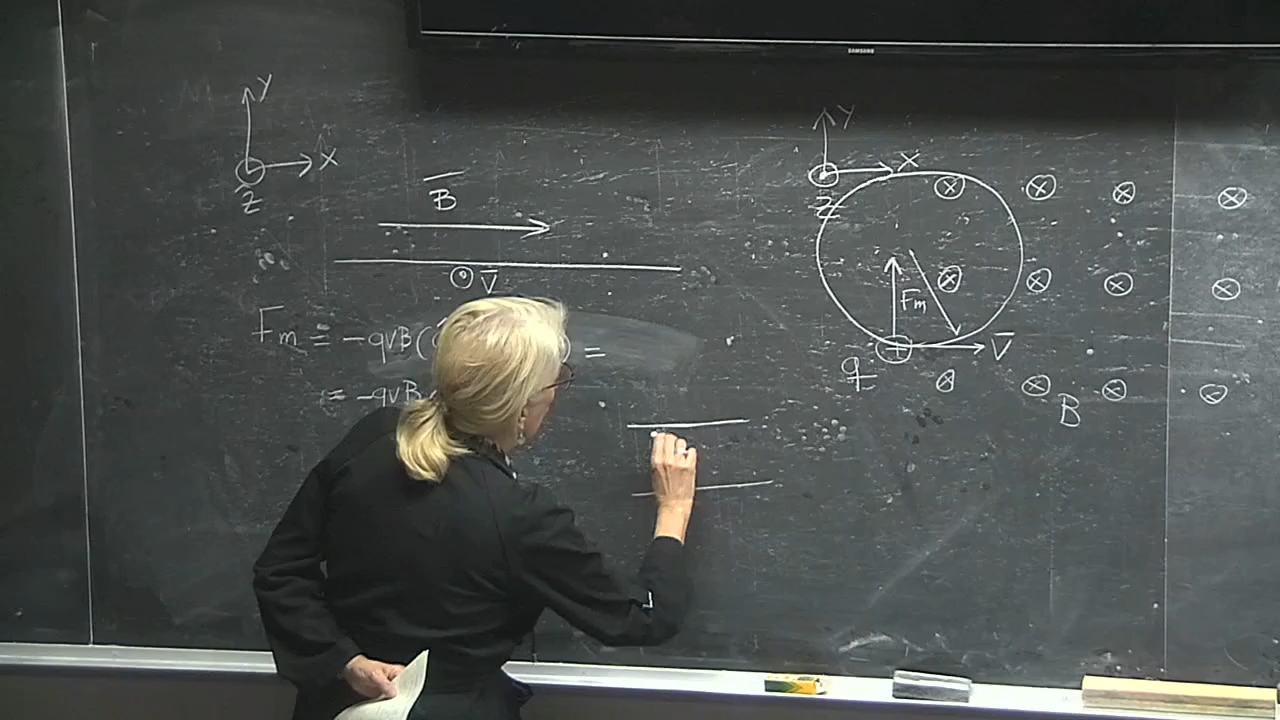 SAMSUNG
Y
X
Z
B
V
Fm = -qvB(
) =
= -qvB
Y
X
Z
Fm
+
V
q
B